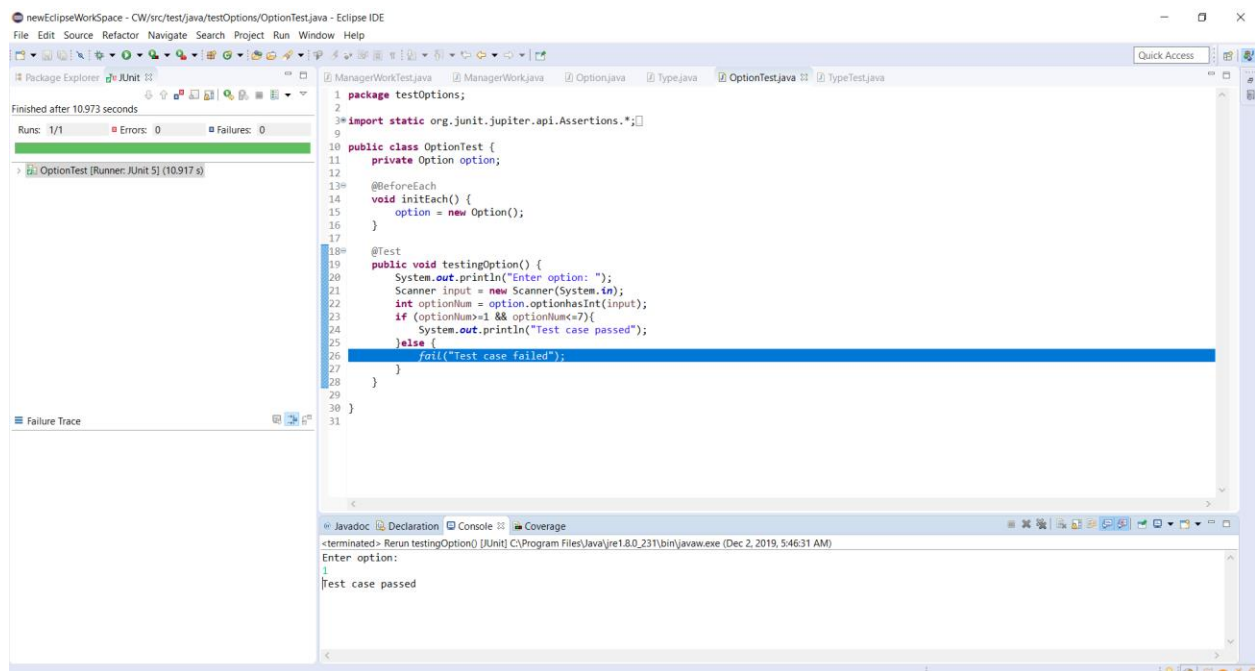 newEclipseWorkSpace - CW/src/test/java/testOptions/OptionTest.java - Eclipse IDE
File Edit Source Refactor Navigate Search Project Run Window Help
Quick Access
Package Explorer JUnit
ManagerWorkTest.java ManagerWork.java Option.java Type.java OptionTest.java TypeTest.java
Finished after 10.973 seconds
Runs: 1/1 Errors: 0 Failures: 0
OptionTest [Runner: JUnit 5] (10.917 s)
Failure Trace
1 package testOptions;
2
3 import static org.junit.jupiter.api.Assertions.*;
9
10 public class OptionTest {
11 private Option option;
12
13 @BeforeEach
14 void initEach() {
15 option = new Option();
16 }
17
18 @Test
19 public void testingOption() {
20 System.out.println("Enter option: ");
21 Scanner input = new Scanner(System.in);
22 int optionNum = option.optionhasInt(input);
23 if (optionNum>=1 && optionNum<=7){
24 System.out.println("Test case passed");
25 }else {
26 fail("Test case failed");
27 }
28 }
29
30 }
31
Javadoc Declaration Console Coverage
<terminated> Rerun testingOption() [JUnit] C:\Program Files\Java\jre1.8.0_231\bin\javaw.exe (Dec 2, 2019, 5:46:31 AM)
Enter option:
1
Test case passed